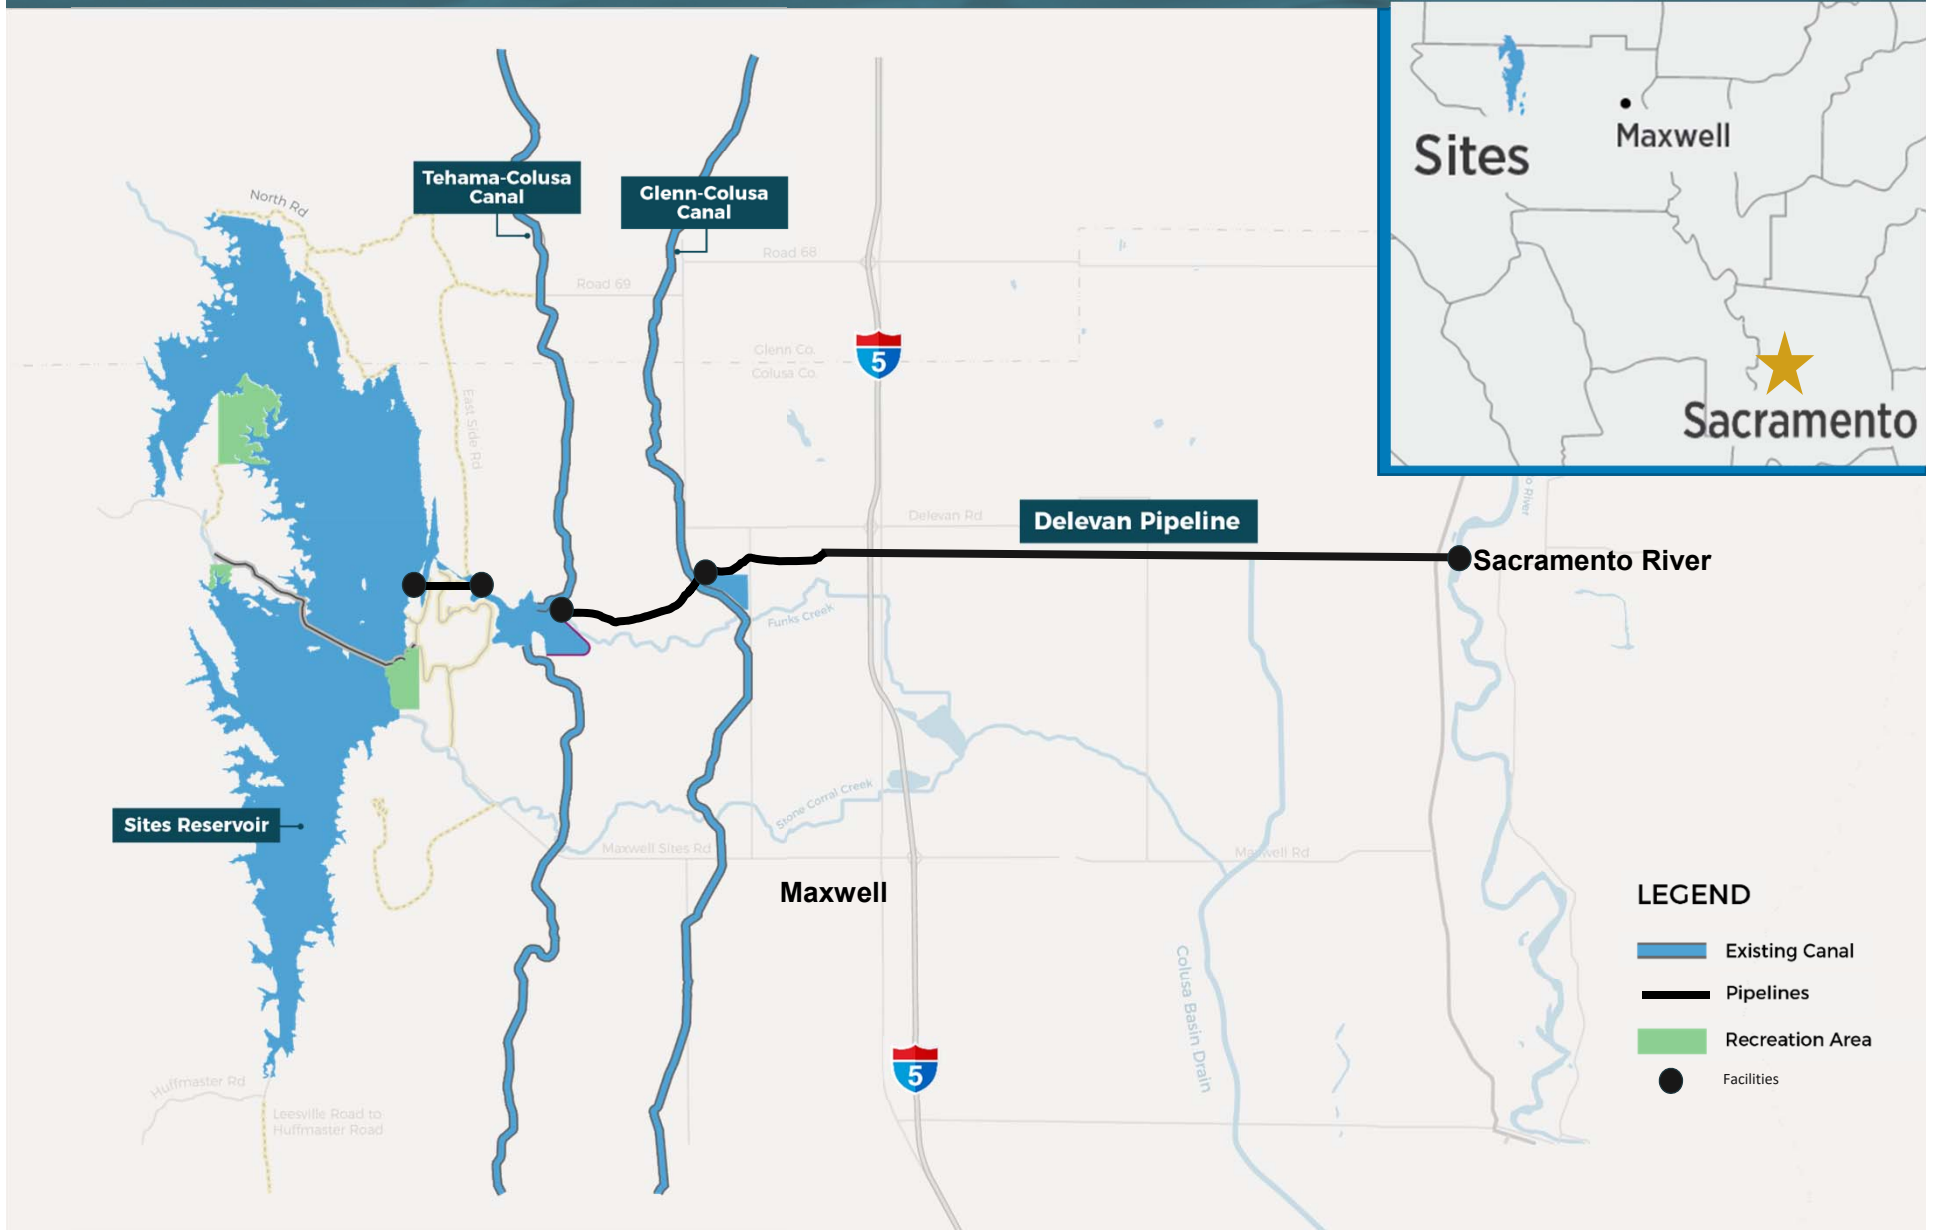 Sites
Maxwell
Sacramento
North Rd
Tehama-Colusa
Canal
Glenn-Colusa
Canal
Road 68
Road 69
Glenn Co.
Colusa Co.
5
East Side Rd
Delevan Rd
Delevan Pipeline
o River
Sacramento River
Funks Creek
Stone Corral Creek
Sites Reservoir
Maxwell Sites Rd
Maxwell Rd
Maxwell
Colusa Basin Drain
5
Huffmaster Rd
Leesville Road to
Huffmaster Road
LEGEND
Existing Canal
Pipelines
Recreation Area
Facilities